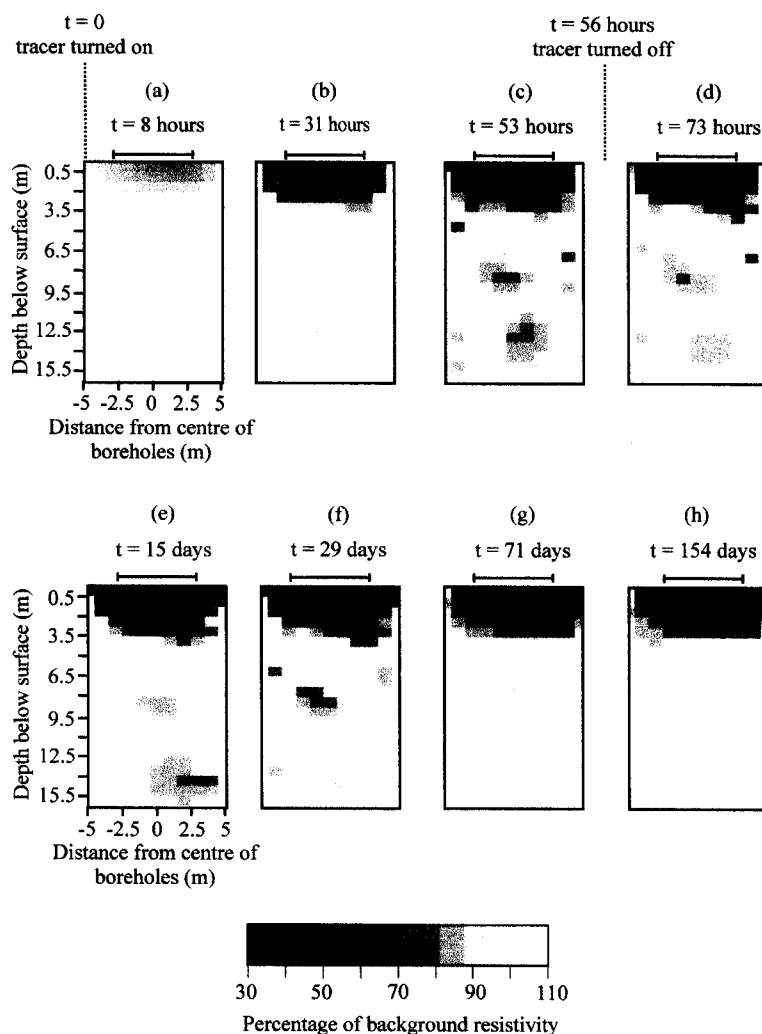 t = 0
tracer turned on
t = 56 hours
tracer turned off
(a)
(b)
(c)
(d)
t = 8 hours
t = 31 hours
t = 53 hours
t = 73 hours
Depth below surface (m)
0.5
3.5
6.5
9.5
12.5
15.5
-5 -2.5 0 2.5 5
Distance from centre of
boreholes (m)
(e)
(f)
(g)
(h)
t = 15 days
t = 29 days
t = 71 days
t = 154 days
Depth below surface (m)
0.5
3.5
6.5
9.5
12.5
15.5
-5 -2.5 0 2.5 5
Distance from centre of
boreholes (m)
30 50 70 90 110
Percentage of background resistivity